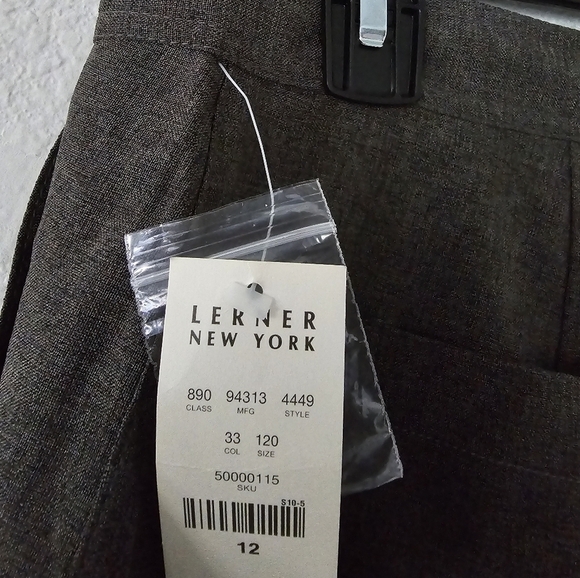 LERNER
NEW YORK
890 94313 4449
CLASS MFG STYLE
33 120
COL SIZE
50000115
SKU
S10-5
12